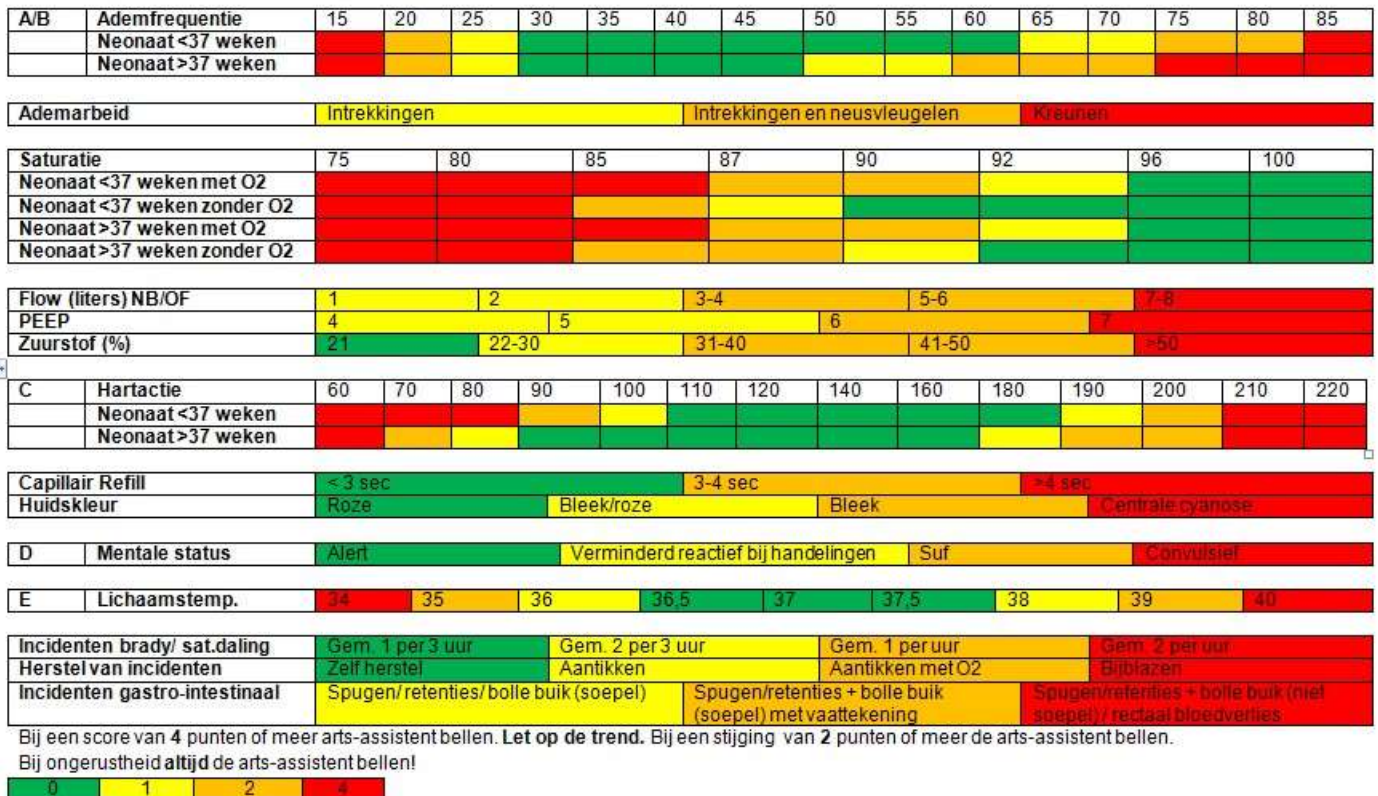 A/B Ademfrequentie 15 20 25 30 35 40 45 50 55 60 65 70 75 80 85
Neonaat <37 weken
Neonaat >37 weken
Ademarbeid Intrekkingen Intrekkingen en neusvleugelen Kreunen
Saturatie 75 80 85 87 90 92 96 100
Neonaat <37 weken met O2
Neonaat <37 weken zonder O2
Neonaat >37 weken met O2
Neonaat >37 weken zonder O2
Flow (liters) NB/OF 1 2 3-4 5-6 7-8
PEEP 4 5 6 7
Zuurstof (%) 21 22-30 31-40 41-50 >50
C Hartactie 60 70 80 90 100 110 120 140 160 180 190 200 210 220
Neonaat <37 weken
Neonaat >37 weken
Capillair Refill < 3 sec 3-4 sec >4 sec
Huidskleur Roze Bleek/roze Bleek Centrale cyanose
D Mentale status Alert Verminderd reactief bij handelingen Suf Convulsief
E Lichaamstemp. 34 35 36 36,5 37 37,5 38 39 40
Incidenten brady/ sat.daling Gem. 1 per 3 uur Gem. 2 per 3 uur Gem. 1 per uur Gem. 2 per uur
Herstel van incidenten Zelf herstel Aantikken Aantikken met O2 Bijblazen
Incidenten gastro-intestinaal Spugen/ retenties/ bolle buik (soepel) Spugen/retenties + bolle buik Spugen/retenties + bolle buik (niet
(soepel) met vaattekening soepel) / rectaal bloedverlies
Bij een score van 4 punten of meer arts-assistent bellen. Let op de trend. Bij een stijging van 2 punten of meer de arts-assistent bellen.
Bij ongerustheid altijd de arts-assistent bellen!
0 1 2 4